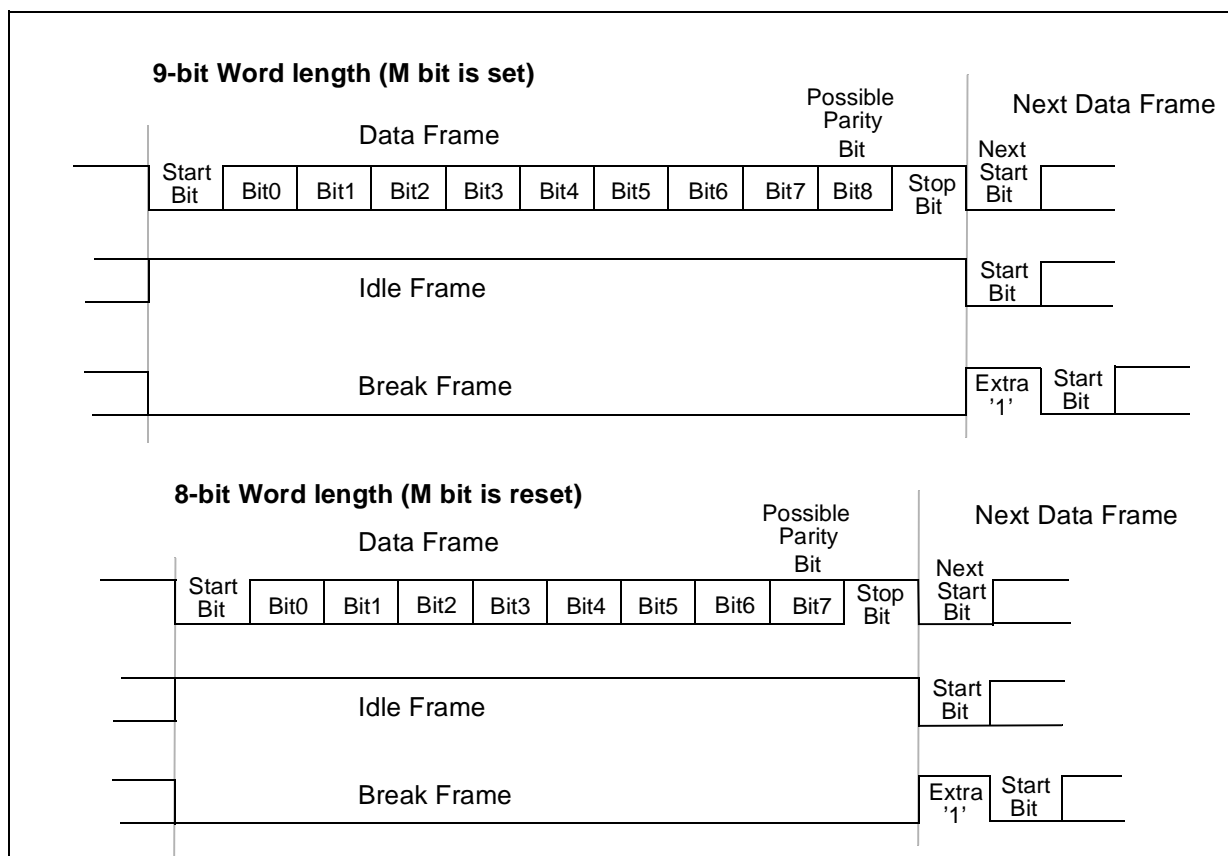 9-bit Word length (M bit is set)
Possible
Parity
Bit
Next Data Frame
Data Frame
Start
Bit
Bit0
Bit1
Bit2
Bit3
Bit4
Bit5
Bit6
Bit7
Bit8
Stop
Bit
Next
Start
Bit
Idle Frame
Start
Bit
Break Frame
Extra
'1'
Start
Bit
8-bit Word length (M bit is reset)
Possible
Parity
Bit
Next Data Frame
Data Frame
Start
Bit
Bit0
Bit1
Bit2
Bit3
Bit4
Bit5
Bit6
Bit7
Stop
Bit
Next
Start
Bit
Idle Frame
Start
Bit
Break Frame
Extra
'1'
Start
Bit